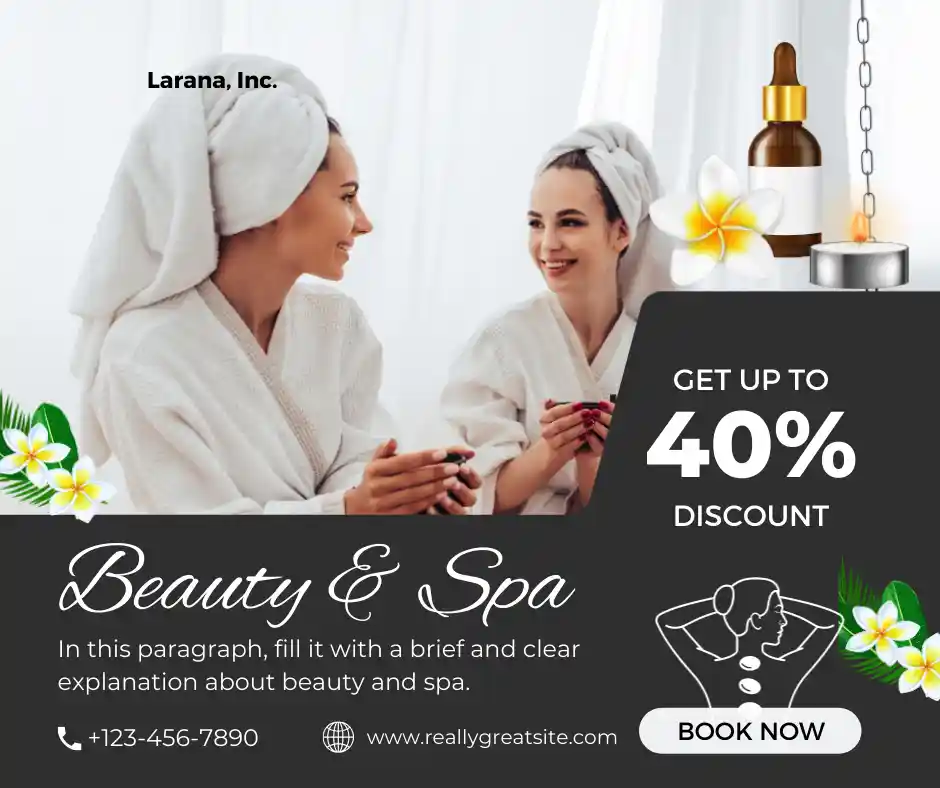 Larana, Inc.
GET UP TO
40%
DISCOUNT
Beauty & Spa
In this paragraph, fill it with a brief and clear
explanation about beauty and spa.
+123-456-7890
www.reallygreatsite.com
BOOK NOW